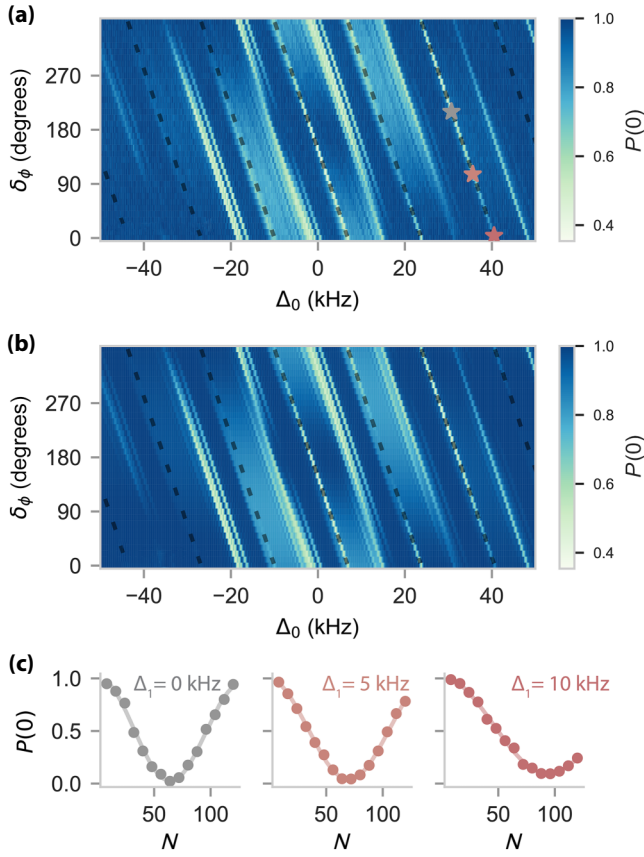 (a)
δϕ (degrees)
270
180
90
0
−40 −20 0 20 40
Δ0 (kHz)
1.0
0.8
0.6
0.4
P(0)
(b)
δϕ (degrees)
270
180
90
0
−40 −20 0 20 40
Δ0 (kHz)
1.0
0.8
0.6
0.4
P(0)
(c)
P(0)
1.0
0.5
0.0
Δ1 = 0 kHz
Δ1 = 5 kHz
Δ1 = 10 kHz
50 100 50 100 50 100
N N N